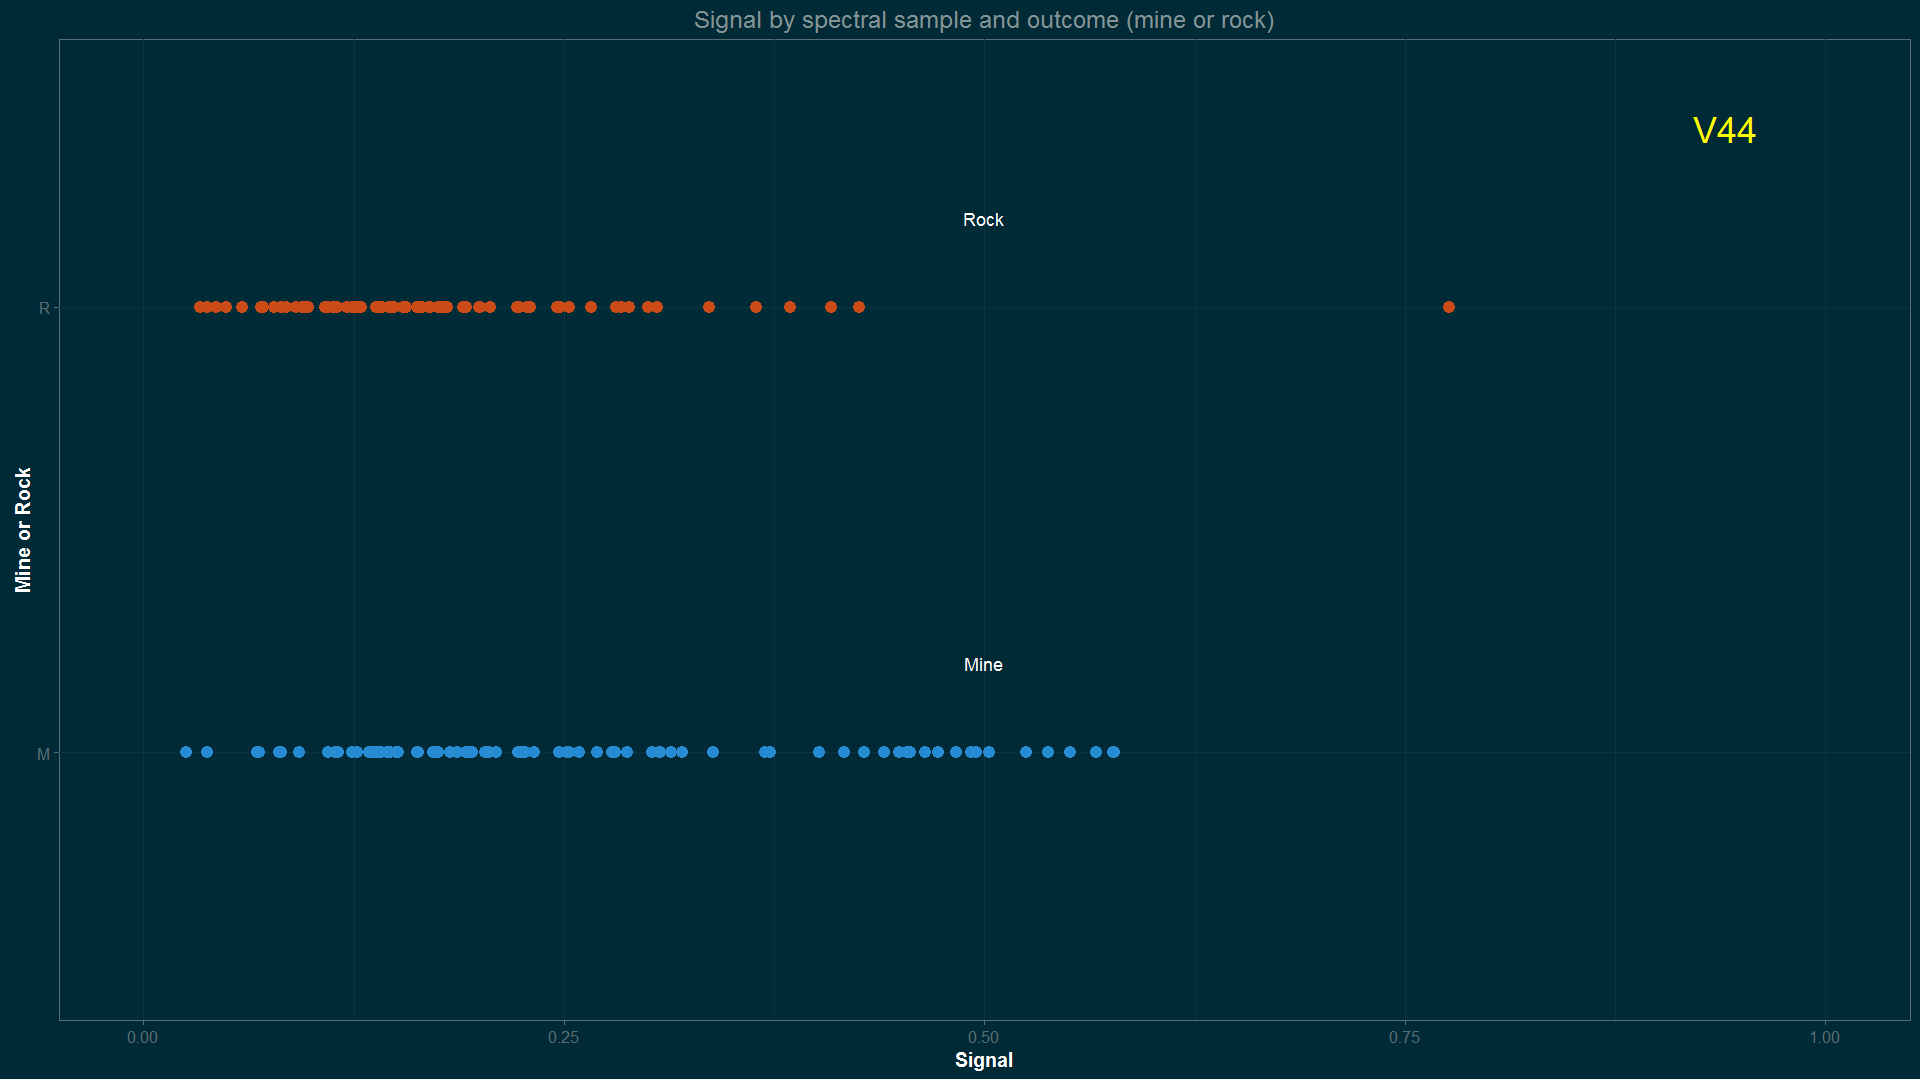 Signal by spectral sample and outcome (mine or rock)
V44
Rock
R
Mine or Rock
Mine
M
0.00 0.25 0.50 0.75 1.00
Signal